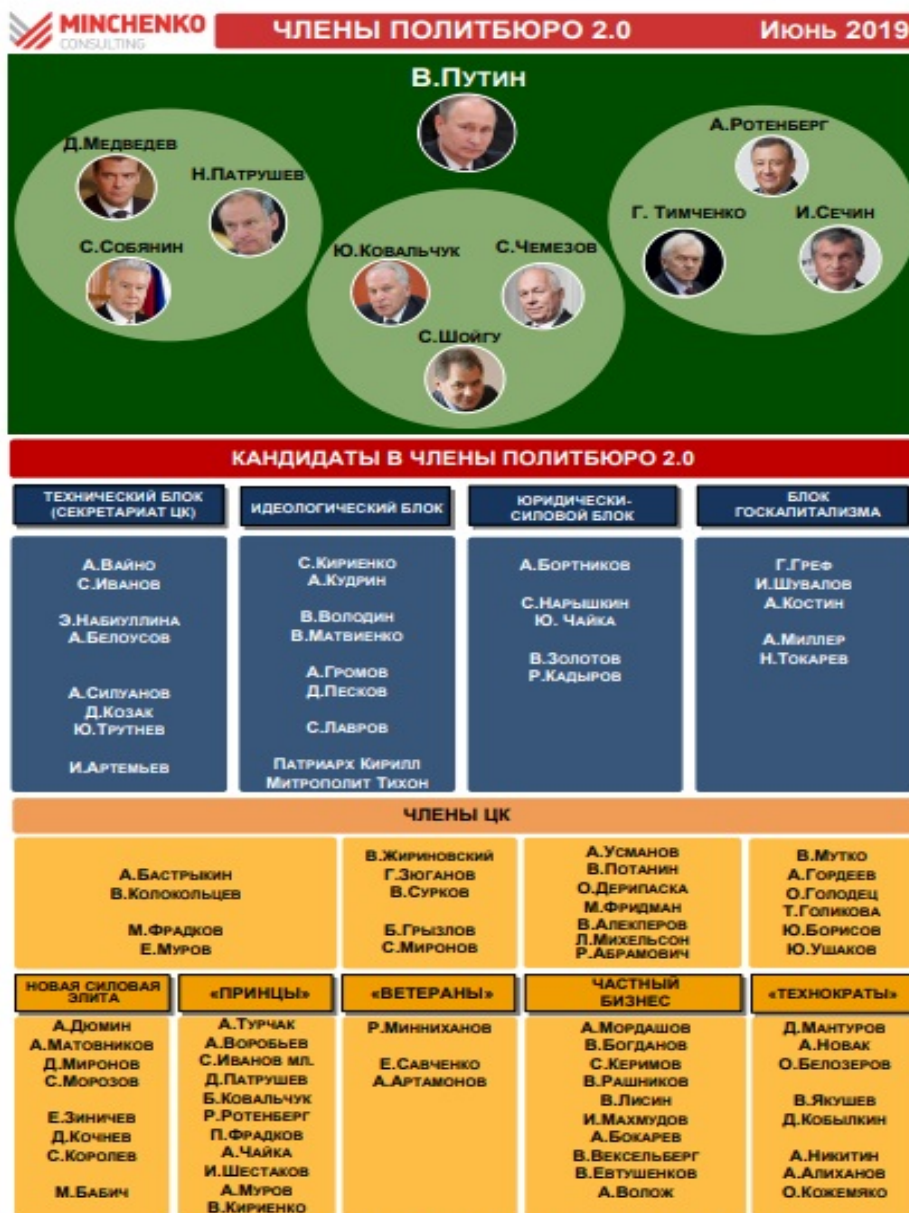 MINCHENKO
CONSULTING
ЧЛЕНЫ ПОЛИТБЮРО 2.0
Июнь 2019
В.Путин
Д.Медведев
Н.Патрушев
С.Собянин
Ю.Ковальчук
С.Чемезов
С.Шойгу
А.Ротенберг
Г. Тимченко
И.Сечин
КАНДИДАТЫ В ЧЛЕНЫ ПОЛИТБЮРО 2.0
ТЕХНИЧЕСКИЙ БЛОК
(СЕКРЕТАРИАТ ЦК)
А.Вайно
С.Иванов
Э.Набиуллина
А.Белоусов
А.Силуанов
Д.Козак
Ю.Трутнев
И.Артемьев
ИДЕОЛОГИЧЕСКИЙ БЛОК
С.Кириенко
А.Кудрин
В.Володин
В.Матвиенко
А.Громов
Д.Песков
С.Лавров
Патриарх Кирилл
Митрополит Тихон
ЮРИДИЧЕСКИ-
СИЛОВОЙ БЛОК
А.Бортников
С.Нарышкин
Ю. Чайка
В.Золотов
Р.Кадыров
БЛОК
ГОСКАПИТАЛИЗМА
Г.Греф
И.Шувалов
А.Костин
А.Миллер
Н.Токарев
ЧЛЕНЫ ЦК
А.Бастрыкин
В.Колокольцев
М.Фрадков
Е.Муров
В.Жириновский
Г.Зюганов
В.Сурков
Б.Грызлов
С.Миронов
А.Усманов
В.Потанин
О.Дерипаска
М.Фридман
В.Алекперов
Л.Михельсон
Р.Абрамович
В.Мутко
А.Гордеев
О.Голодец
Т.Голикова
Ю.Борисов
Ю.Ушаков
НОВАЯ СИЛОВАЯ
ЭЛИТА
А.Дюмин
А.Матовников
Д.Миронов
С.Морозов
Е.Зиничев
Д.Кочнев
С.Королев
М.Бабич
«ПРИНЦЫ»
А.Турчак
А.Воробьев
С.Иванов мл.
Д.Патрушев
Б.Ковальчук
Р.Ротенберг
П.Фрадков
А.Чайка
И.Шестаков
А.Муров
В.Кириенко
«ВЕТЕРАНЫ»
Р.Минниханов
Е.Савченко
А.Артамонов
ЧАСТНЫЙ
БИЗНЕС
А.Мордашов
В.Богданов
С.Керимов
В.Рашников
В.Лисин
И.Махмудов
А.Бокарев
В.Вексельберг
В.Евтушенков
А.Волож
«ТЕХНОКРАТЫ»
Д.Мантуров
А.Новак
О.Белозеров
В.Якушев
Д.Кобылкин
А.Никитин
А.Алиханов
О.Кожемяко